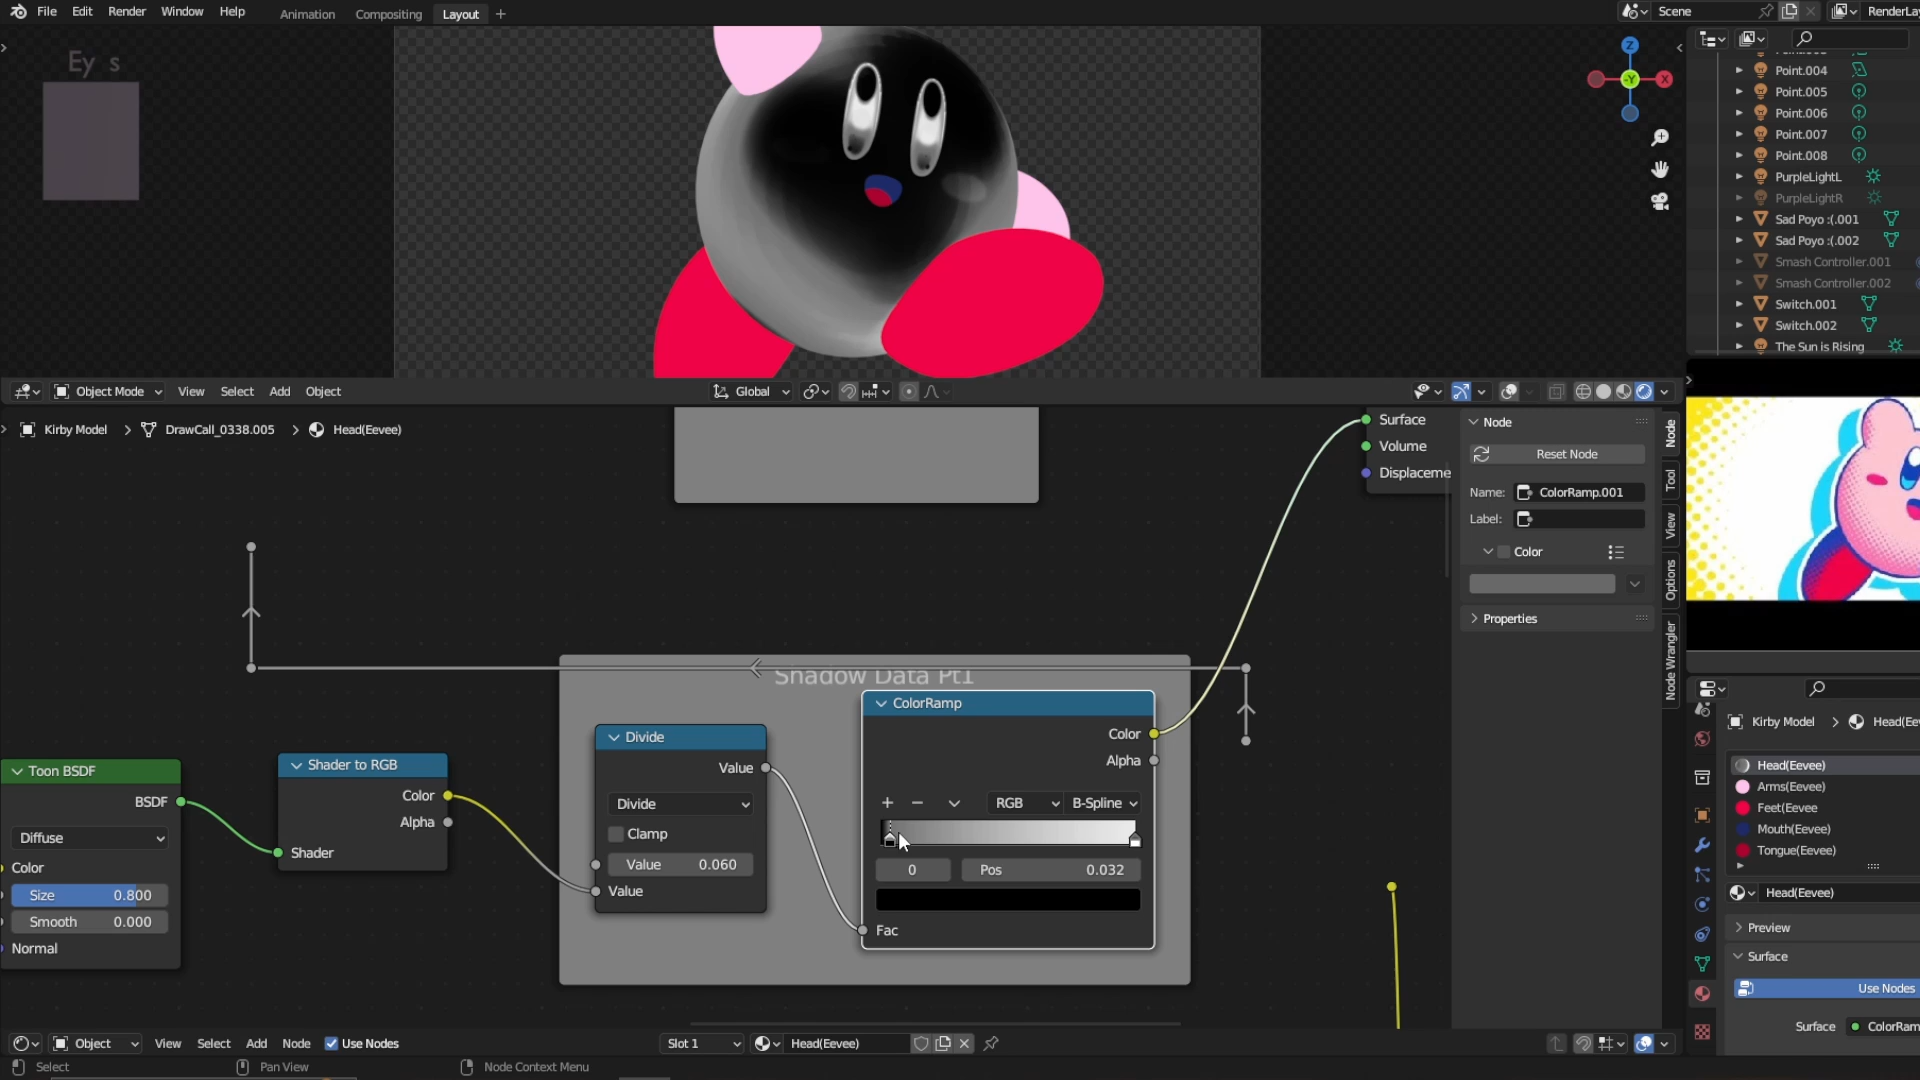 File Edit Render Window Help Animation Compositing Layout + Scene RenderLay
Ey s
Point.004
Point.005
Point.006
Point.007
Point.008
PurpleLightL
PurpleLightR
Sad Poyo :(.001
Sad Poyo :(.002
Smash Controller.001
Smash Controller.002
Switch.001
Switch.002
The Sun is Rising
Z
-Y
X
Object Mode View Select Add Object Global
Kirby Model > DrawCall_0338.005 > Head(Eevee)
Surface
Volume
Displaceme
Node
Reset Node
Name: ColorRamp.001
Label:
Color
Properties
Node
Tool
View
Options
Node Wrangler
Shadow Data Pt1
ColorRamp
Color
Alpha
+ − RGB B-Spline
0 Pos 0.032
Fac
Divide
Value
Divide
Clamp
Value 0.060
Value
Shader to RGB
Color
Alpha
Shader
Toon BSDF
BSDF
Diffuse
Color
Size 0.800
Smooth 0.000
Normal
Kirby Model > Head(Ee
Head(Eevee)
Arms(Eevee)
Feet(Eevee
Mouth(Eevee)
Tongue(Eevee)
Head(Eevee)
Preview
Surface
Use Nodes
Surface ColorRam
Object View Select Add Node Use Nodes Slot 1 Head(Eevee)
Select Pan View Node Context Menu